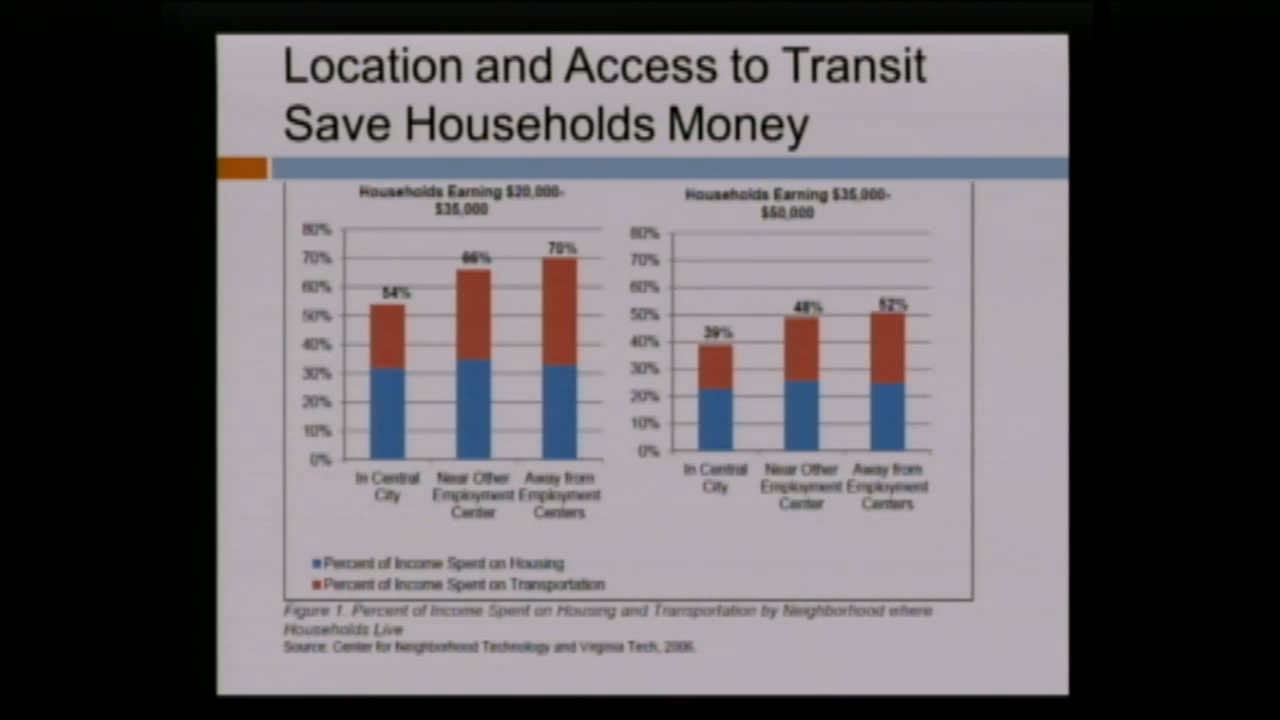 Location and Access to Transit
Save Households Money
Households Earning $20,000-
$35,000
80%
70%
60%
50%
40%
30%
20%
10%
0%
54%
66%
70%
In Central
City
Near Other
Employment
Center
Away from
Employment
Centers
Households Earning $35,000-
$50,000
80%
70%
60%
50%
40%
30%
20%
10%
0%
39%
48%
52%
In Central
City
Near Other
Employment
Center
Away from
Employment
Centers
Percent of Income Spent on Housing
Percent of Income Spent on Transportation
Figure 1. Percent of Income Spent on Housing and Transportation by Neighborhood where
Households Live
Source: Center for Neighborhood Technology and Virginia Tech, 2006.